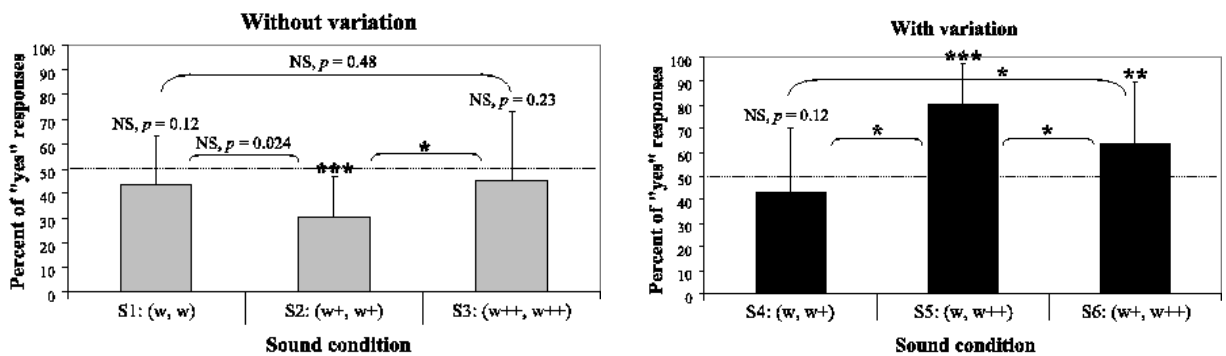 Without variation
Percent of "yes" responses
100
90
80
70
60
50
40
30
20
10
0
NS, p = 0.48
NS, p = 0.12
NS, p = 0.024
***
*
NS, p = 0.23
S1: (w, w)
S2: (w+, w+)
S3: (w++, w++)
Sound condition
With variation
Percent of "yes" responses
100
90
80
70
60
50
40
30
20
10
0
NS, p = 0.12
*
***
*
*
**
S4: (w, w+)
S5: (w, w++)
S6: (w+, w++)
Sound condition